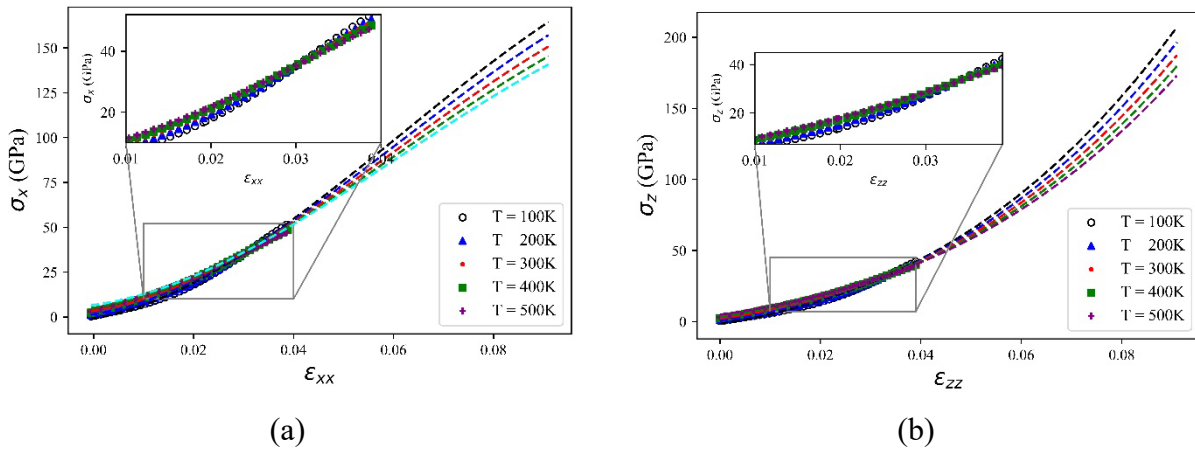 (a)
σx (GPa)
150
125
100
75
50
25
0
0.00 0.02 0.04 0.06 0.08
εxx
σx (GPa)
40
20
0.01 0.02 0.03 0.04
εxx
T = 100K
T 200K
T = 300K
T = 400K
T = 500K
(b)
σz (GPa)
200
150
100
50
0
0.00 0.02 0.04 0.06 0.08
εzz
σz (GPa)
40
20
0.01 0.02 0.03
εzz
T = 100K
T 200K
T = 300K
T = 400K
T = 500K